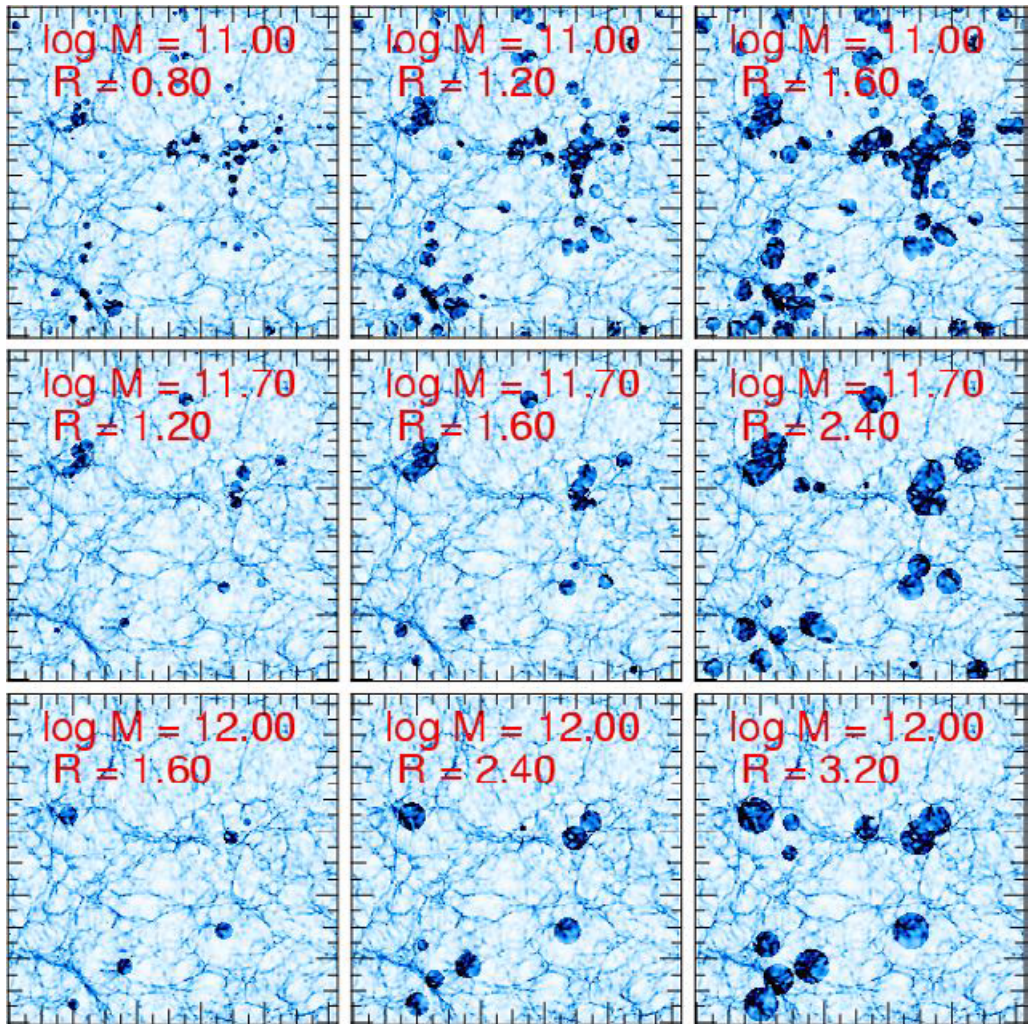 log M = 11.00
R = 0.80
log M = 11.00
R = 1.20
log M = 11.00
R = 1.60
log M = 11.70
R = 1.20
log M = 11.70
R = 1.60
log M = 11.70
R = 2.40
log M = 12.00
R = 1.60
log M = 12.00
R = 2.40
log M = 12.00
R = 3.20